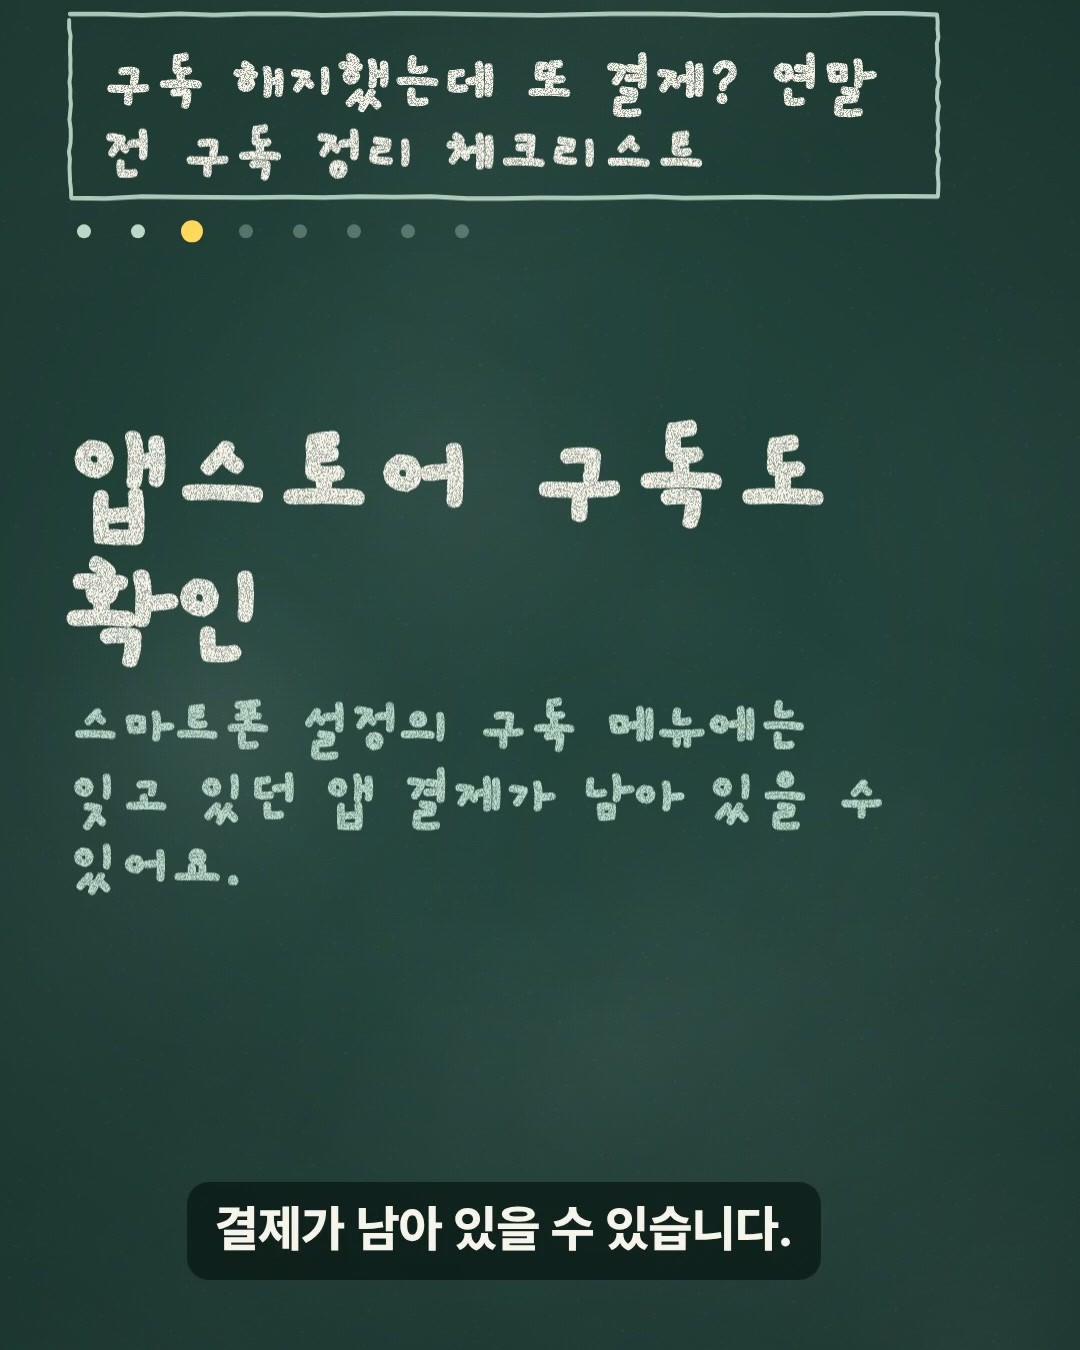 구독 해지했는데 또 결제? 연말
전 구독 정리 체크리스트
앱스토어 구독도
확인
스마트폰 설정의 구독 메뉴에는
잊고 있던 앱 결제가 남아 있을 수
있어요.
결제가 남아 있을 수 있습니다.